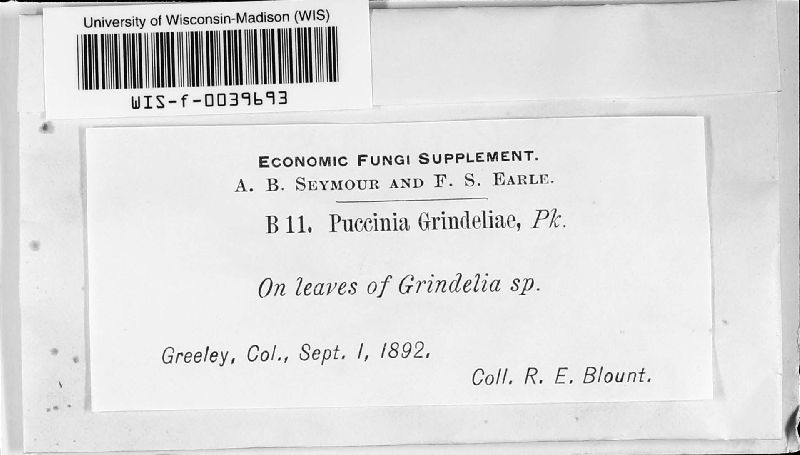 University of Wisconsin-Madison (WIS)
WIS-f-0039693
ECONOMIC FUNGI SUPPLEMENT.
A. B. SEYMOUR AND F. S. EARLE.
B 11. Puccinia Grindeliae, Pk.
On leaves of Grindelia sp.
Greeley, Col., Sept. 1, 1892.
Coll. R. E. Blount.